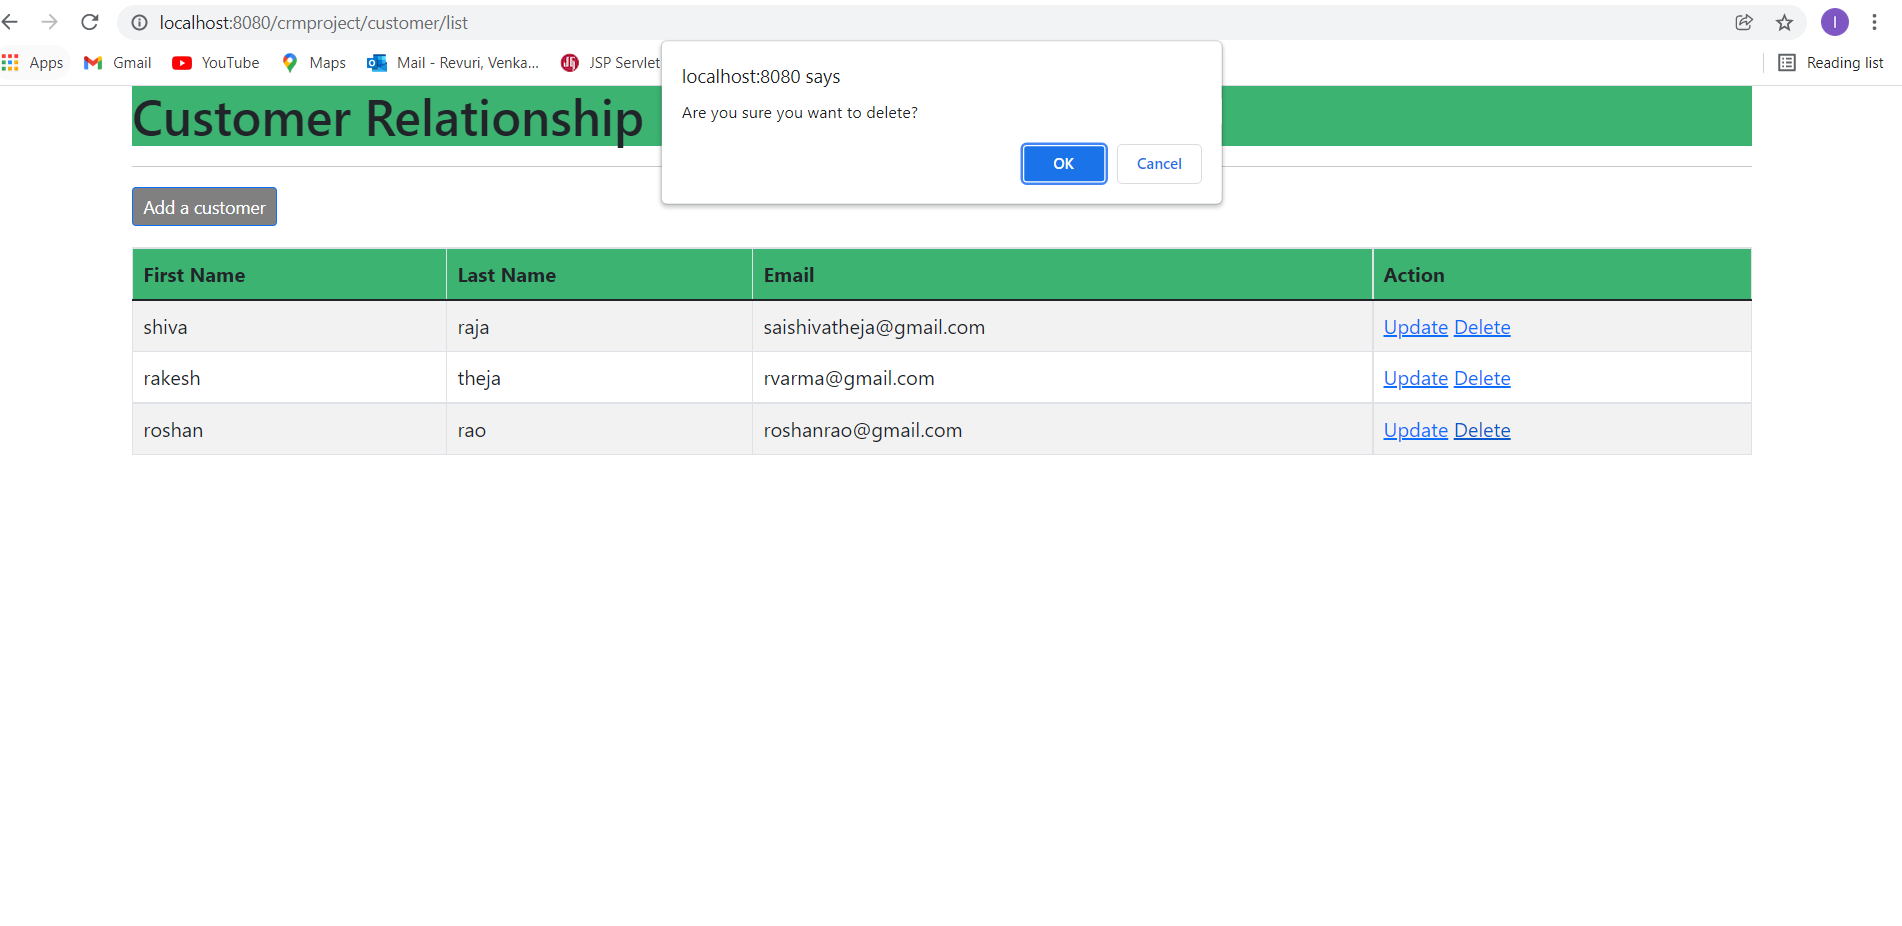 localhost:8080/crmproject/customer/list
I
Apps Gmail YouTube Maps Mail - Revuri, Venka... JSP Servlet Reading list
localhost:8080 says
Are you sure you want to delete?
OK Cancel
Customer Relationship
Add a customer
First Name Last Name Email Action
shiva raja saishivatheja@gmail.com Update Delete
rakesh theja rvarma@gmail.com Update Delete
roshan rao roshanrao@gmail.com Update Delete